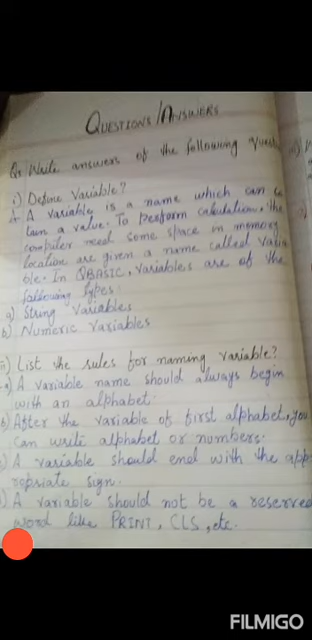 QUESTIONS/ANSWERS
Q1 Write answers of the following quest
i) Define Variable?
A Variable is a name which can co
tain a value. To perform calculation, the
computer need some space in memory
location are given a name called Varia
ble. In QBASIC, Variables are of the
following types:
a) String Variables
b) Numeric Variables
ii) List the rules for naming Variable?
a) A Variable name should always begin
with an alphabet.
b) After the variable of first alphabet, you
can write alphabet or numbers.
A variable should end with the app
ropriate sign.
A variable should not be a reserved
word like PRINT, CLS, etc.
FILMIGO